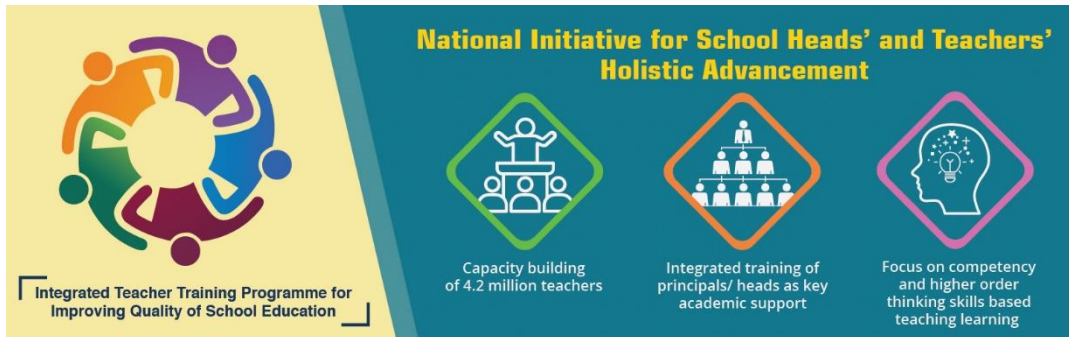 National Initiative for School Heads’ and Teachers’
Holistic Advancement
Integrated Teacher Training Programme for
Improving Quality of School Education
Capacity building
of 4.2 million teachers
Integrated training of
principals/ heads as key
academic support
Focus on competency
and higher order
thinking skills based
teaching learning